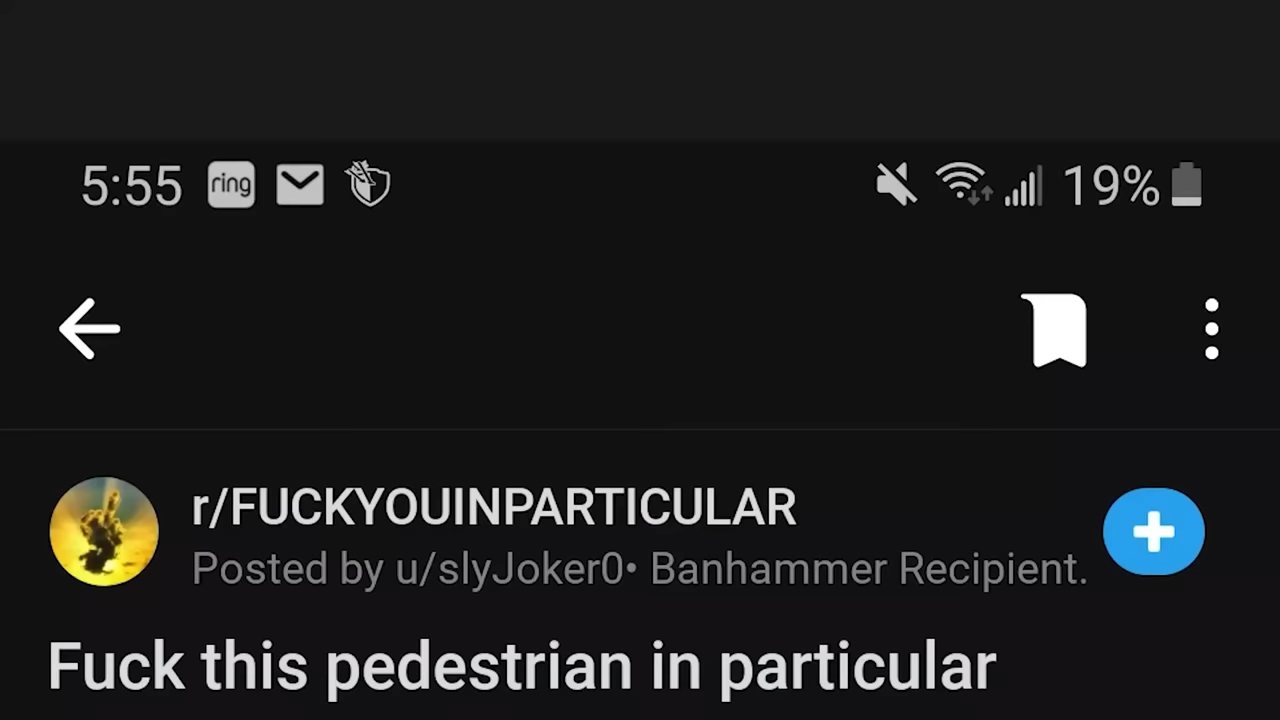 5:55 ring 19%
r/FUCKYOUINPARTICULAR
Posted by u/slyJoker0• Banhammer Recipient.
Fuck this pedestrian in particular